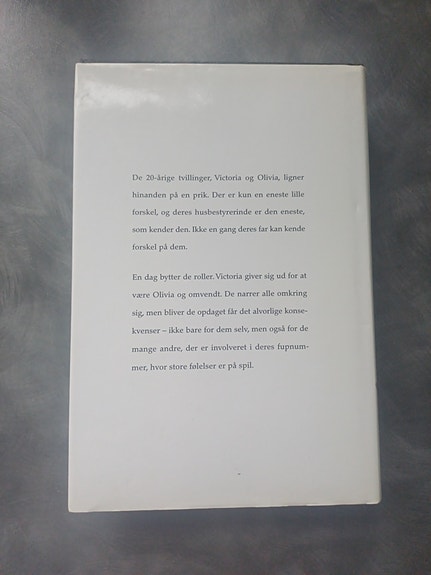 De 20-årige tvillinger, Victoria og Olivia, ligner
hinanden på en prik. Der er kun en eneste lille
forskel, og deres husbestyrerinde er den eneste,
som kender den. Ikke en gang deres far kan kende
forskel på dem.
En dag bytter de roller. Victoria giver sig ud for at
være Olivia og omvendt. De narrer alle omkring
sig, men bliver de opdaget får det alvorlige konse-
kvenser – ikke bare for dem selv, men også for de
mange andre, der er involveret i deres fupnum-
mer, hvor store følelser er på spil.